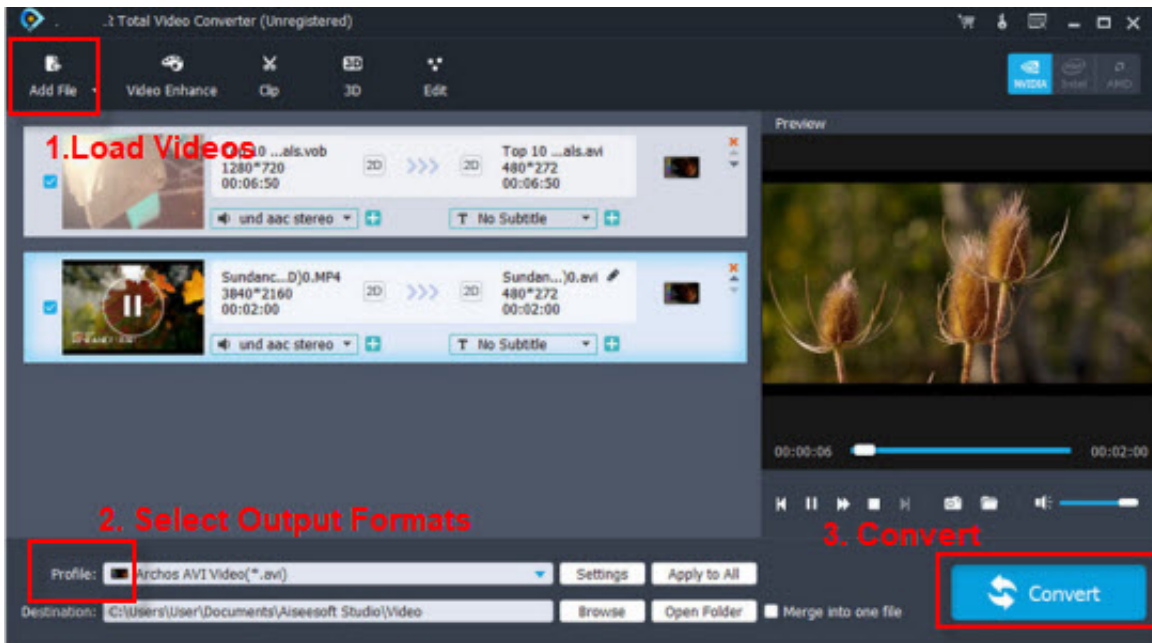 Total Video Converter (Unregistered)
Add File
Video Enhance
Clip
3D
3D
Edit
NVIDIA
Intel
AMD
1.Load Videos
Top 10 ...als.vob
1280*720
00:06:50
2D
>>>
2D
Top 10 ...als.avi
480*272
00:06:50
und aac stereo
T No Subtitle
Sundanc...D)0.MP4
3840*2160
00:02:00
2D
>>>
2D
Sundan...)0.avi
480*272
00:02:00
und aac stereo
T No Subtitle
Preview
00:00:06
00:02:00
2. Select Output Formats
3. Convert
Profile:
Archos AVI Video(*.avi)
Settings
Apply to All
Convert
Destination:
C:\Users\User\Documents\Aiseesoft Studio\Video
Browse
Open Folder
Merge into one file